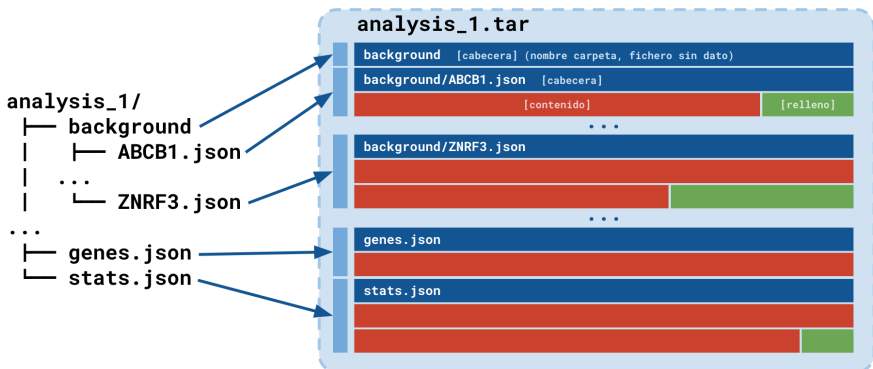 analysis_1/
├── background
│   ├── ABCB1.json
│   ...
│   └── ZNRF3.json
...
├── genes.json
└── stats.json
analysis_1.tar
background [cabecera] (nombre carpeta, fichero sin dato)
background/ABCB1.json [cabecera]
[contenido] [relleno]
...
background/ZNRF3.json
...
genes.json
stats.json